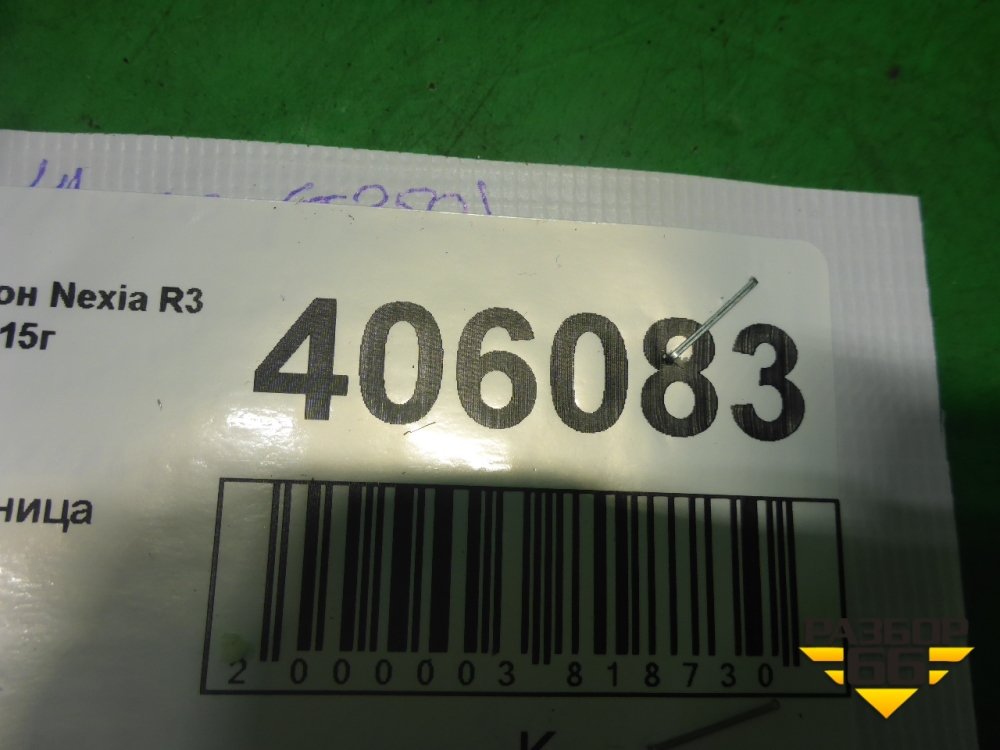 он Nexia R3
15г
406083
ница
2 000003 818730
К
РАЗБОР
66